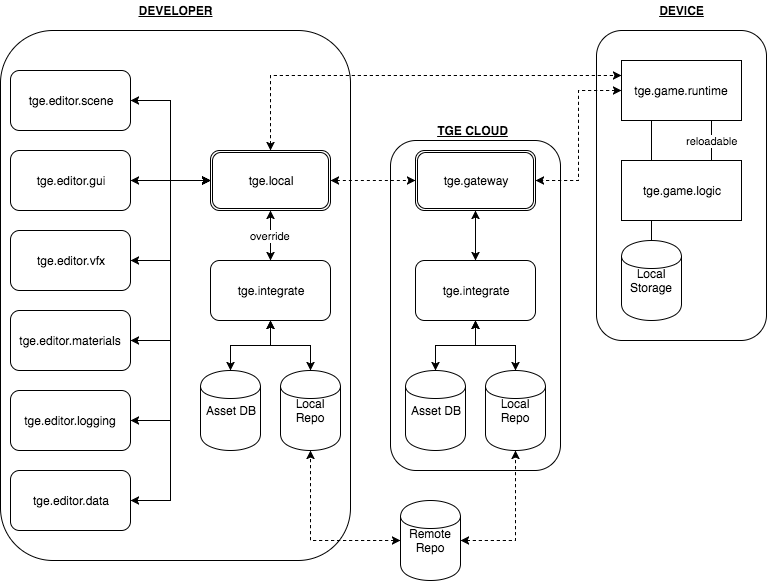 DEVELOPER
DEVICE
tge.editor.scene
tge.game.runtime
TGE CLOUD
reloadable
tge.editor.gui
tge.local
tge.gateway
tge.game.logic
override
tge.editor.vfx
Local
Storage
tge.integrate
tge.integrate
tge.editor.materials
Asset DB
Local
Repo
Asset DB
Local
Repo
tge.editor.logging
tge.editor.data
Remote
Repo